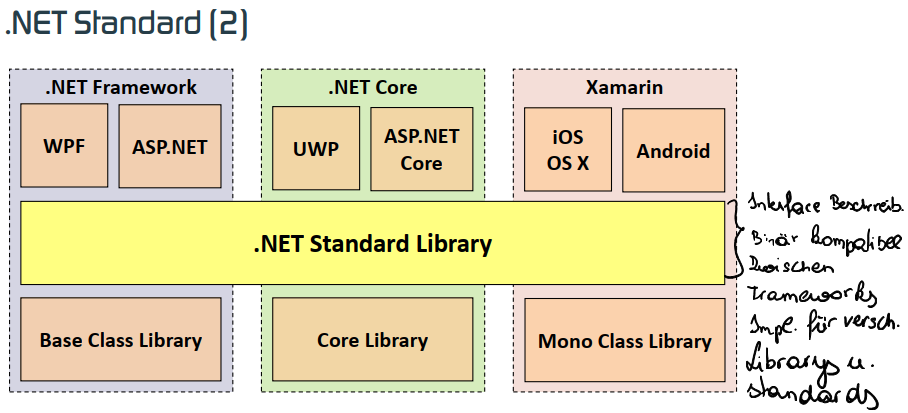 .NET Standard (2)
.NET Framework
.NET Core
Xamarin
WPF
ASP.NET
UWP
ASP.NET
Core
iOS
OS X
Android
.NET Standard Library
Base Class Library
Core Library
Mono Class Library
Interface Beschreib.
Binär kompatibel
Zwischen
Frameworks
Impl. für versch.
Librarys u.
Standards